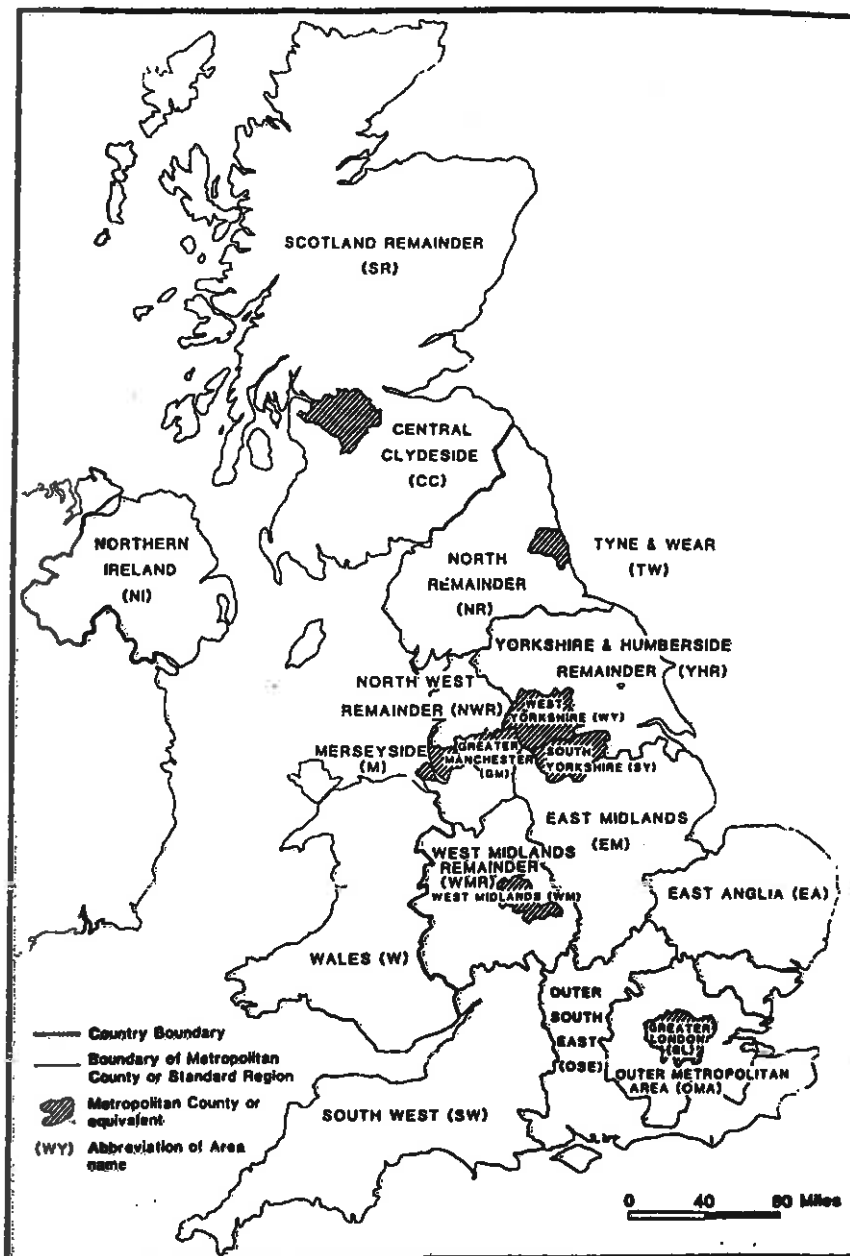 SCOTLAND REMAINDER
(SR)
CENTRAL
CLYDESIDE
(CC)
NORTHERN
IRELAND
(NI)
NORTH
REMAINDER
(NR)
TYNE & WEAR
(TW)
YORKSHIRE & HUMBERSIDE
REMAINDER (YHR)
NORTH WEST
REMAINDER (NWR)
WEST
YORKSHIRE (WY)
MERSEYSIDE
(M)
GREATER
MANCHESTER
(GM)
SOUTH
YORKSHIRE (SY)
EAST MIDLANDS
(EM)
WEST MIDLANDS
REMAINDER
(WMR)
WEST MIDLANDS (WM)
EAST ANGLIA (EA)
WALES (W)
OUTER
SOUTH
EAST
(OSE)
GREATER
LONDON
(GL)
OUTER METROPOLITAN
AREA (OMA)
SOUTH WEST (SW)
Country Boundary
Boundary of Metropolitan
County or Standard Region
Metropolitan County or
equivalent
(WY) Abbreviation of Area
name
0 40 80 Miles